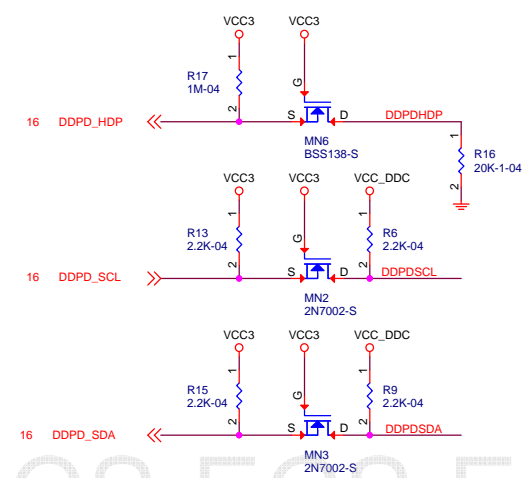 VCC3 VCC3
1
R17
1M-04
2
G
16 DDPD_HDP S D DDPDHDP
MN6
BSS138-S
1
R16
20K-1-04
2
VCC3 VCC3 VCC_DDC
1 1
R13
2.2K-04
2
G
R6
2.2K-04
2
16 DDPD_SCL S D DDPDSCL
MN2
2N7002-S
VCC3 VCC3 VCC_DDC
1 1
R15
2.2K-04
2
G
R9
2.2K-04
2
16 DDPD_SDA S D DDPDSDA
MN3
2N7002-S